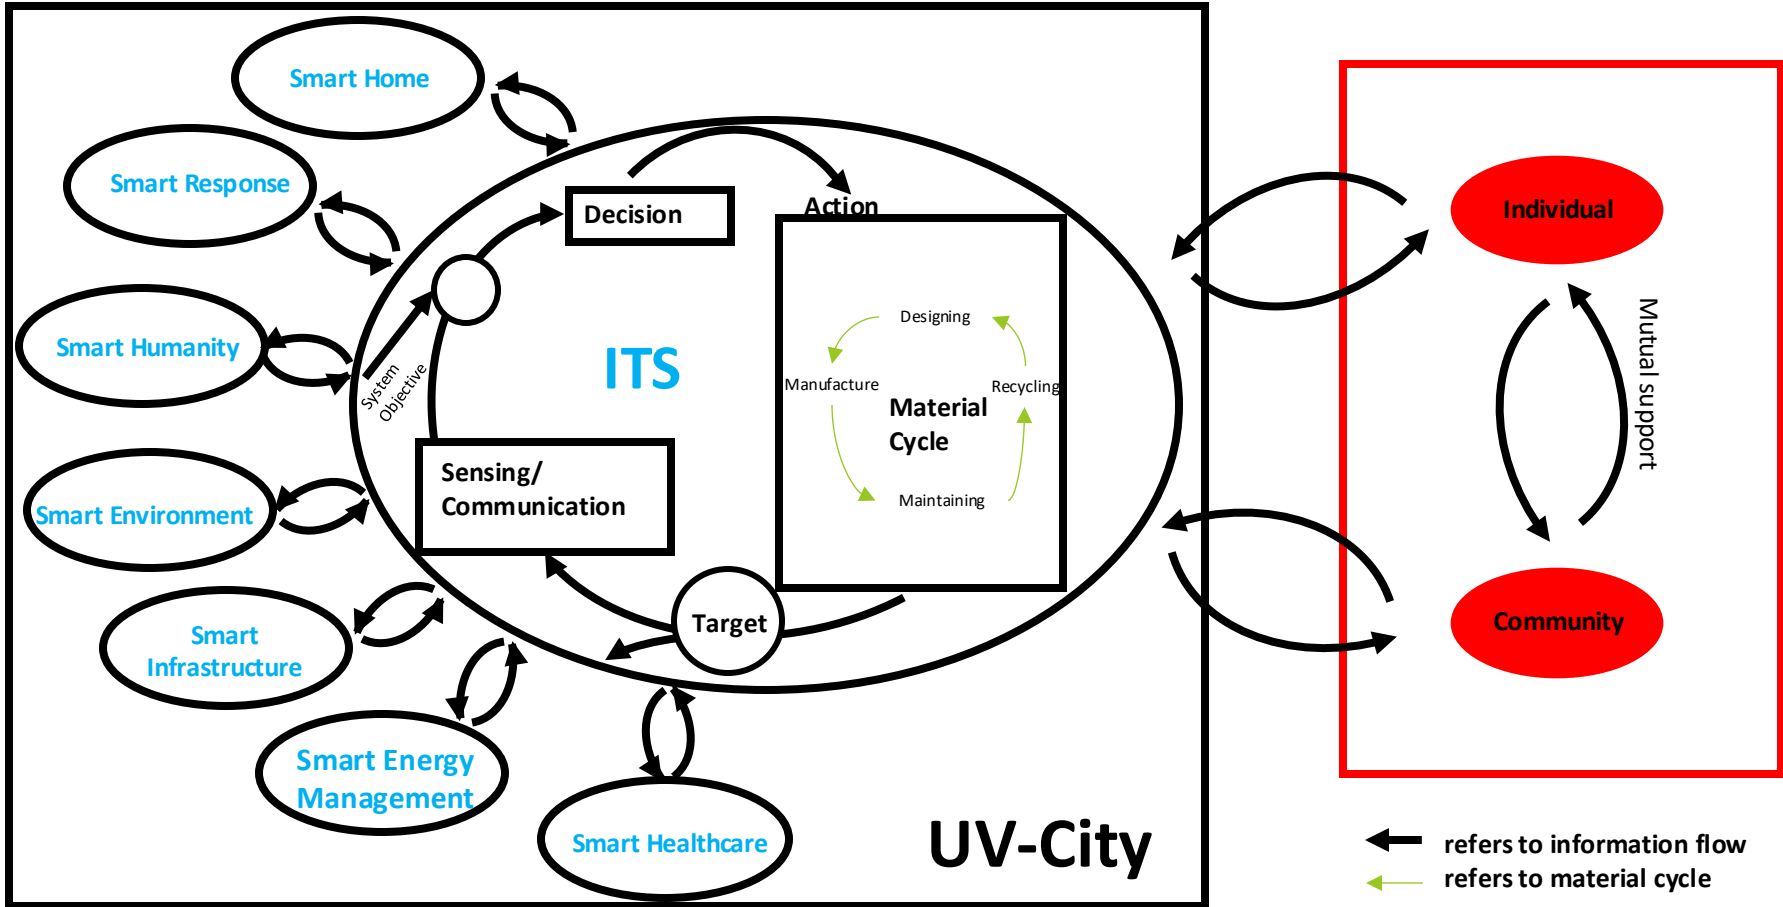 Smart Home
Smart Response
Smart Humanity
Smart Environment
Smart
Infrastructure
Smart Energy
Management
Smart Healthcare
System
Objective
Decision
Action
ITS
Designing
Manufacture
Recycling
Material
Cycle
Maintaining
Sensing/
Communication
Target
UV-City
Individual
Mutual support
Community
refers to information flow
refers to material cycle